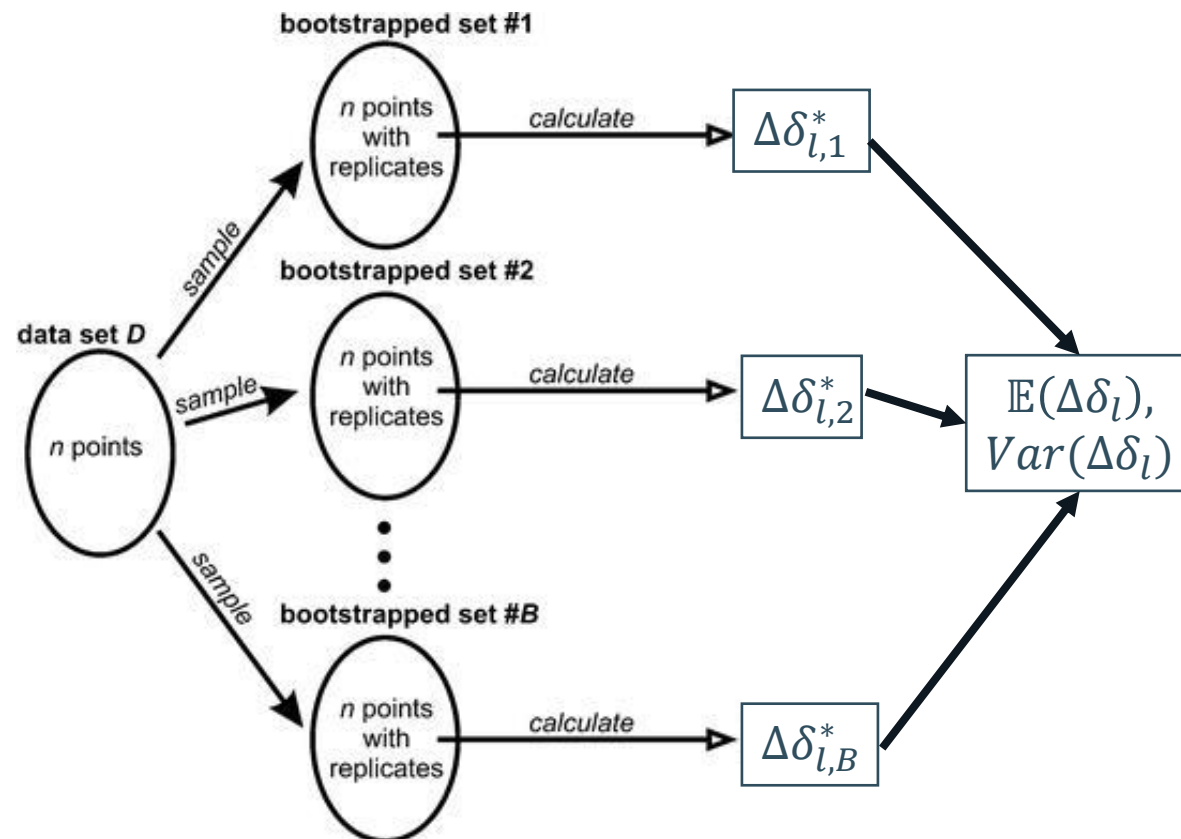 bootstrapped set #1
n points
with
replicates
calculate
Δδ*l,1
sample
bootstrapped set #2
data set D
n points
sample
n points
with
replicates
calculate
Δδ*l,2
𝔼(Δδl),
Var(Δδl)
sample
bootstrapped set #B
n points
with
replicates
calculate
Δδ*l,B